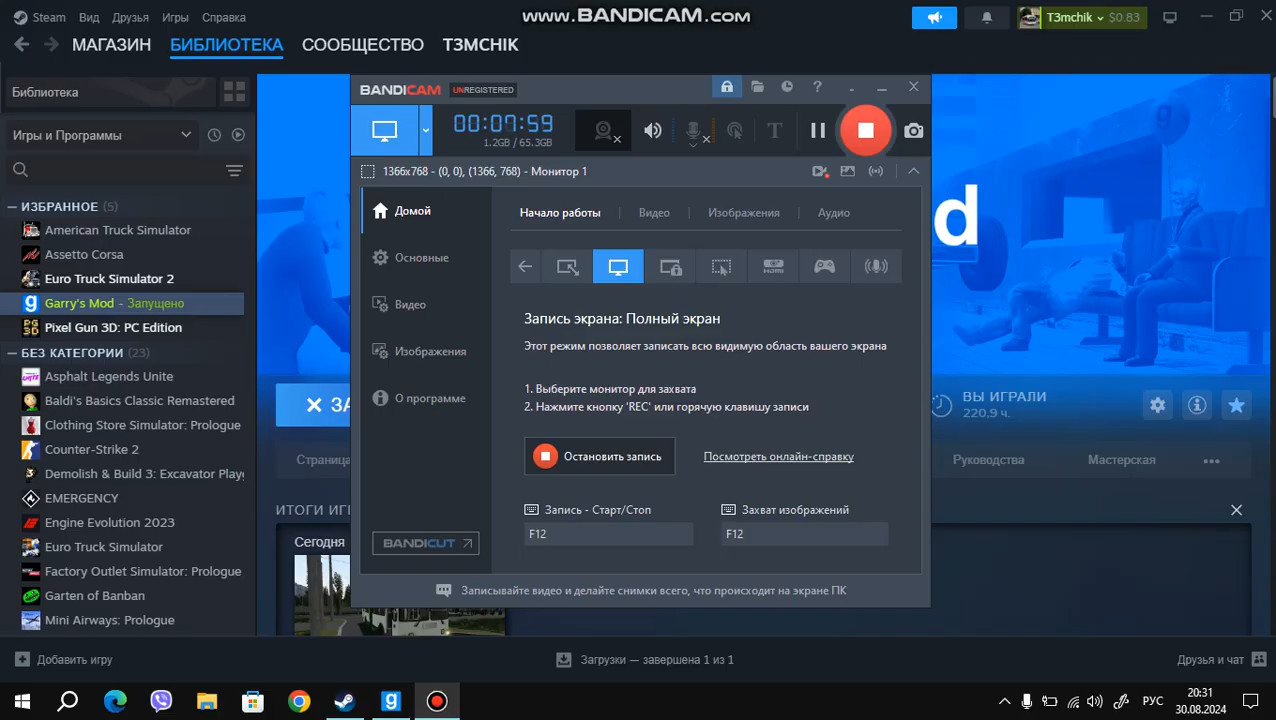 Steam Вид Друзья Игры Справка
www.BANDICAM.com
T3mchik $0.83
МАГАЗИН БИБЛИОТЕКА СООБЩЕСТВО T3MCHIK
Библиотека
Игры и Программы
ИЗБРАННОЕ (5)
American Truck Simulator
Assetto Corsa
Euro Truck Simulator 2
Garry's Mod - Запущено
Pixel Gun 3D: PC Edition
БЕЗ КАТЕГОРИИ (23)
Asphalt Legends Unite
Baldi's Basics Classic Remastered
Clothing Store Simulator: Prologue
Counter-Strike 2
Demolish & Build 3: Excavator Play
EMERGENCY
Engine Evolution 2023
Euro Truck Simulator
Factory Outlet Simulator: Prologue
Garten of Banban
Mini Airways: Prologue
Добавить игру
BANDICAM UNREGISTERED
00:07:59
1.2GB / 65.3GB
1366x768 - (0, 0), (1366, 768) - Монитор 1
Домой
Основные
Видео
Изображения
О программе
BANDICUT
Начало работы Видео Изображения Аудио
HDMI
Запись экрана: Полный экран
Этот режим позволяет записать всю видимую область вашего экрана
1. Выберите монитор для захвата
2. Нажмите кнопку 'REC' или горячую клавишу записи
Остановить запись
Посмотреть онлайн-справку
Запись - Старт/Стоп Захват изображений
F12 F12
Записывайте видео и делайте снимки всего, что происходит на экране ПК
d
ЗА
ВЫ ИГРАЛИ
220,9 ч.
Страница
Руководства Мастерская
ИТОГИ ИГ
Сегодня
Загрузки — завершена 1 из 1
Друзья и чат
РУС
20:31
30.08.2024